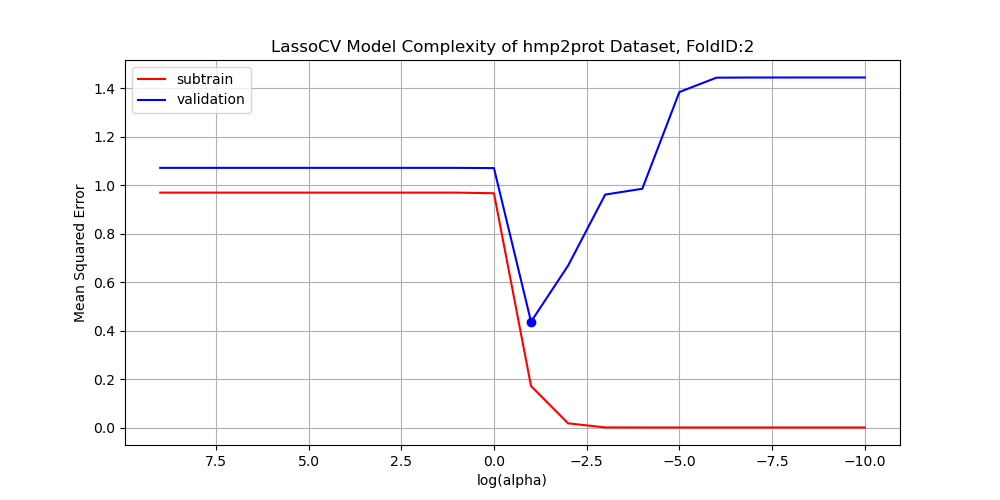 LassoCV Model Complexity of hmp2prot Dataset, FoldID:2
subtrain
validation
Mean Squared Error
1.4
1.2
1.0
0.8
0.6
0.4
0.2
0.0
7.5 5.0 2.5 0.0 −2.5 −5.0 −7.5 −10.0
log(alpha)